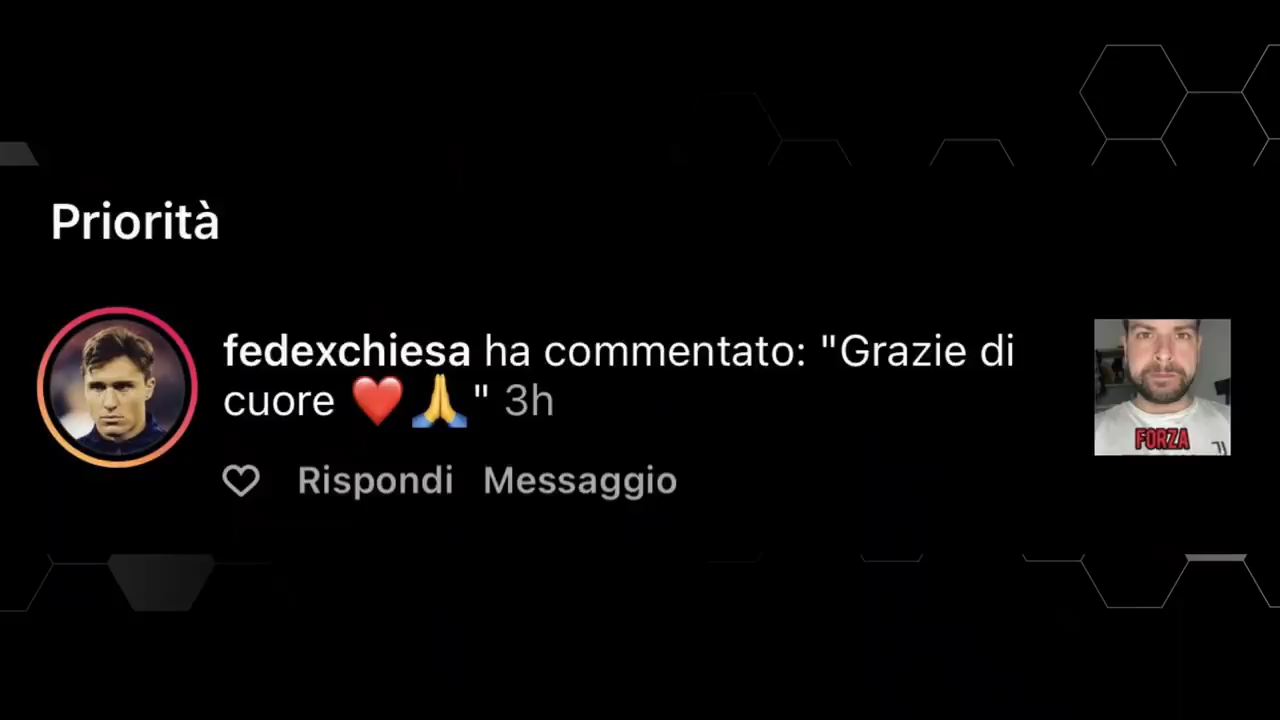 Priorità
fedexchiesa ha commentato: "Grazie di
cuore ❤️🙏" 3h
Rispondi Messaggio
FORZA